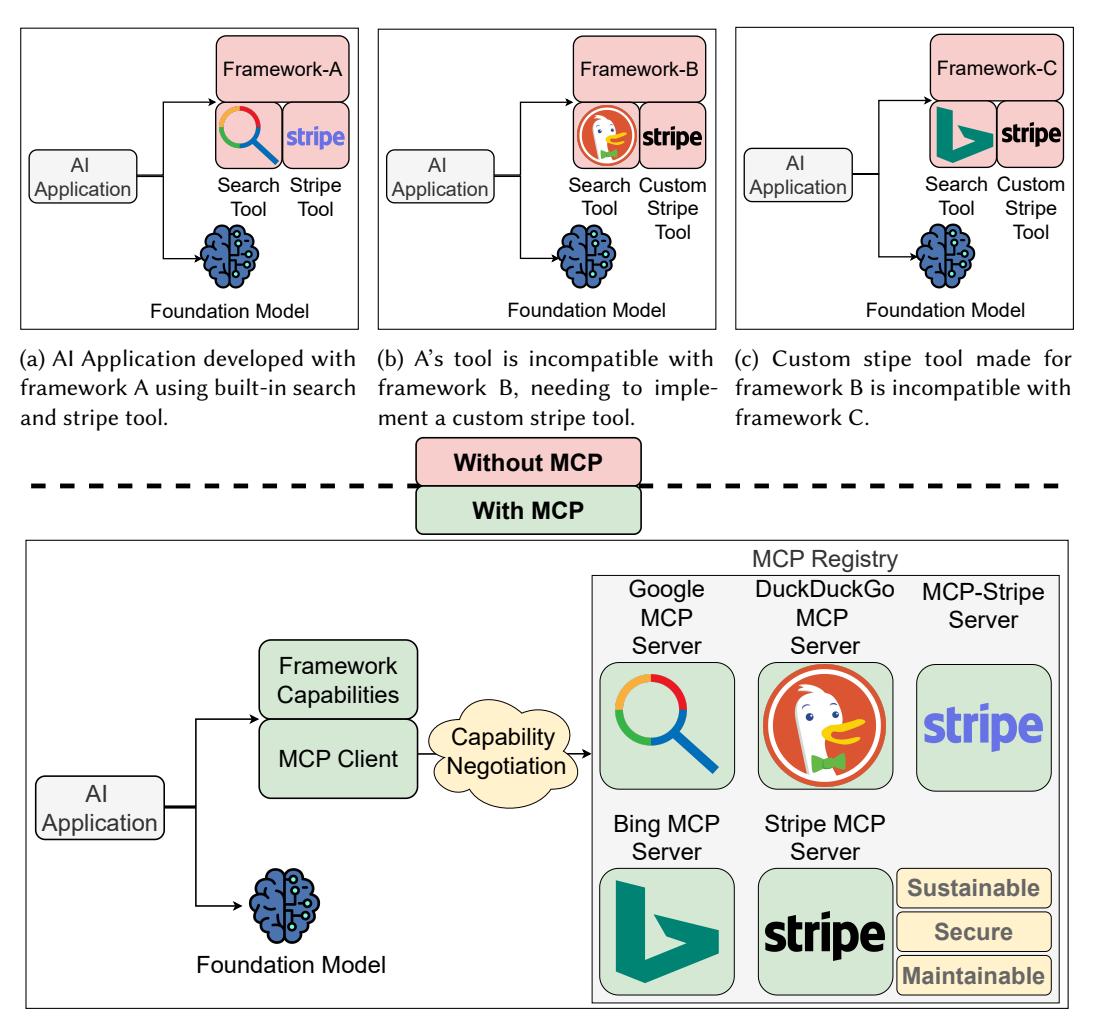 Framework-A
stripe
AI
Application
Search
Tool
Stripe
Tool
Foundation Model
Framework-B
stripe
AI
Application
Search
Tool
Custom
Stripe
Tool
Foundation Model
Framework-C
stripe
AI
Application
Search
Tool
Custom
Stripe
Tool
Foundation Model
(a) AI Application developed with
framework A using built-in search
and stripe tool.
(b) A's tool is incompatible with
framework B, needing to imple-
ment a custom stripe tool.
(c) Custom stipe tool made for
framework B is incompatible with
framework C.
Without MCP
With MCP
MCP Registry
Google
MCP
Server
DuckDuckGo
MCP
Server
MCP-Stripe
Server
stripe
Framework
Capabilities
MCP Client
Capability
Negotiation
AI
Application
Foundation Model
Bing MCP
Server
Stripe MCP
Server
stripe
Sustainable
Secure
Maintainable